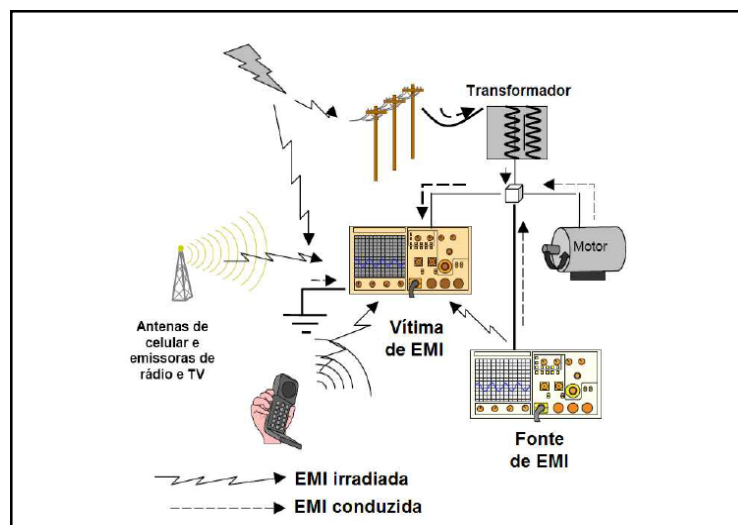 Transformador
Motor
Antenas de
celular e
emissoras de
rádio e TV
Vítima
de EMI
Fonte
de EMI
EMI irradiada
EMI conduzida